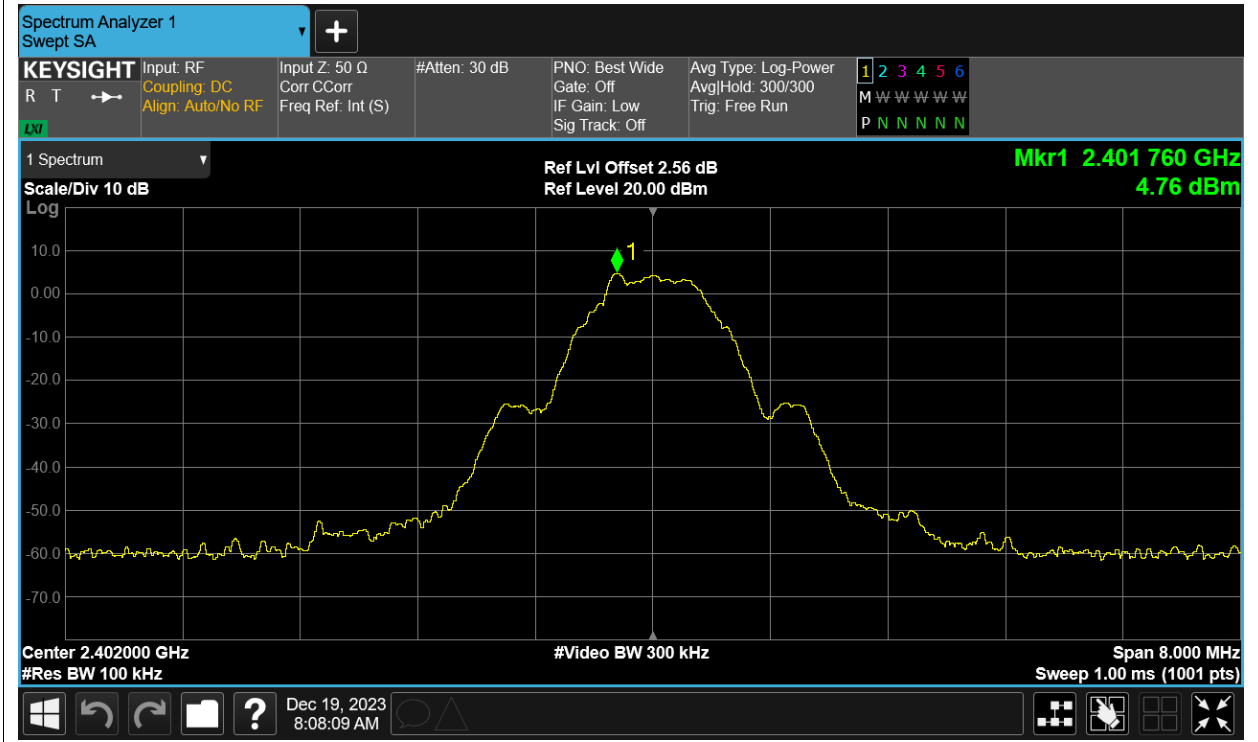 Spectrum Analyzer 1
Swept SA
+
KEYSIGHT
R T
LXI
Input: RF
Coupling: DC
Align: Auto/No RF
Input Z: 50 Ω
Corr CCorr
Freq Ref: Int (S)
#Atten: 30 dB
PNO: Best Wide
Gate: Off
IF Gain: Low
Sig Track: Off
Avg Type: Log-Power
Avg|Hold: 300/300
Trig: Free Run
1 2 3 4 5 6
M W W W W W
P N N N N N
1 Spectrum
Scale/Div 10 dB
Log
Ref Lvl Offset 2.56 dB
Ref Level 20.00 dBm
Mkr1 2.401 760 GHz
4.76 dBm
1
10.0
0.00
-10.0
-20.0
-30.0
-40.0
-50.0
-60.0
-70.0
Center 2.402000 GHz
#Res BW 100 kHz
#Video BW 300 kHz
Span 8.000 MHz
Sweep 1.00 ms (1001 pts)
?
Dec 19, 2023
8:08:09 AM